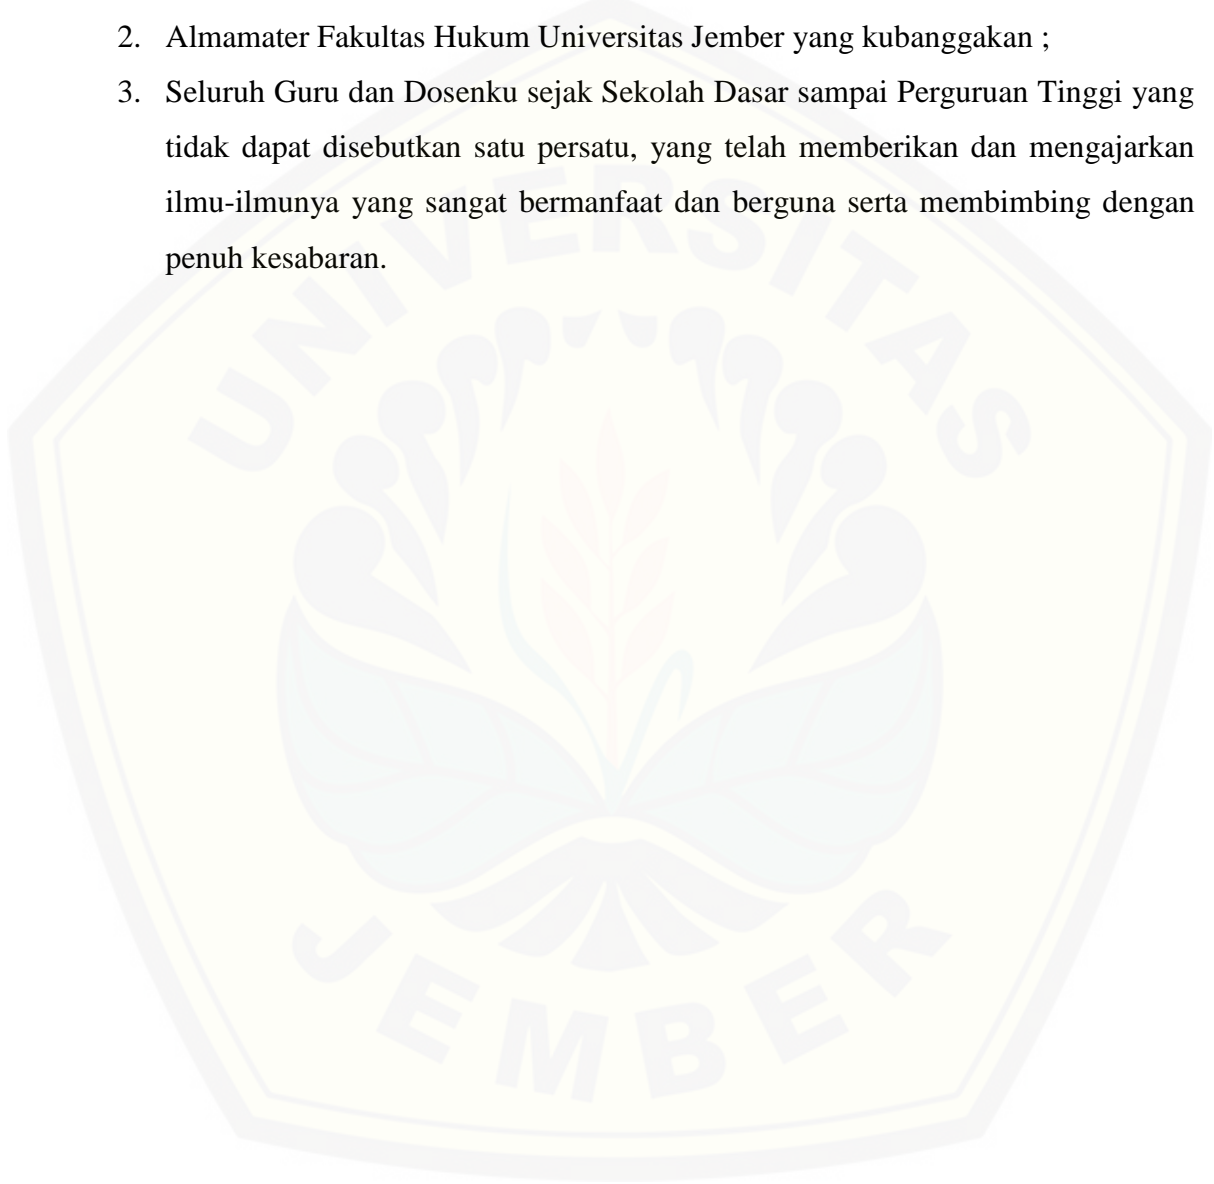 2. Almamater Fakultas Hukum Universitas Jember yang kubanggakan ;
3. Seluruh Guru dan Dosenku sejak Sekolah Dasar sampai Perguruan Tinggi yang
tidak dapat disebutkan satu persatu, yang telah memberikan dan mengajarkan
ilmu-ilmunya yang sangat bermanfaat dan berguna serta membimbing dengan
penuh kesabaran.
UNIVERSITAS
JEMBER